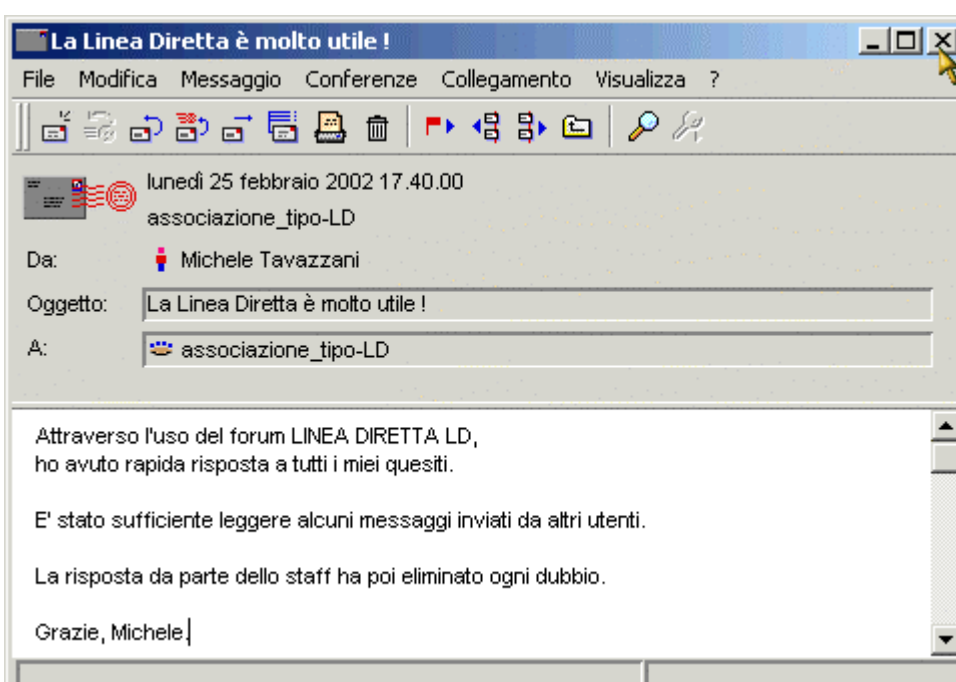 La Linea Diretta è molto utile !
File Modifica Messaggio Conferenze Collegamento Visualizza ?
lunedì 25 febbraio 2002 17.40.00
associazione_tipo-LD
Da: Michele Tavazzani
Oggetto: La Linea Diretta è molto utile !
A: associazione_tipo-LD
Attraverso l'uso del forum LINEA DIRETTA LD,
ho avuto rapida risposta a tutti i miei quesiti.
E' stato sufficiente leggere alcuni messaggi inviati da altri utenti.
La risposta da parte dello staff ha poi eliminato ogni dubbio.
Grazie, Michele.